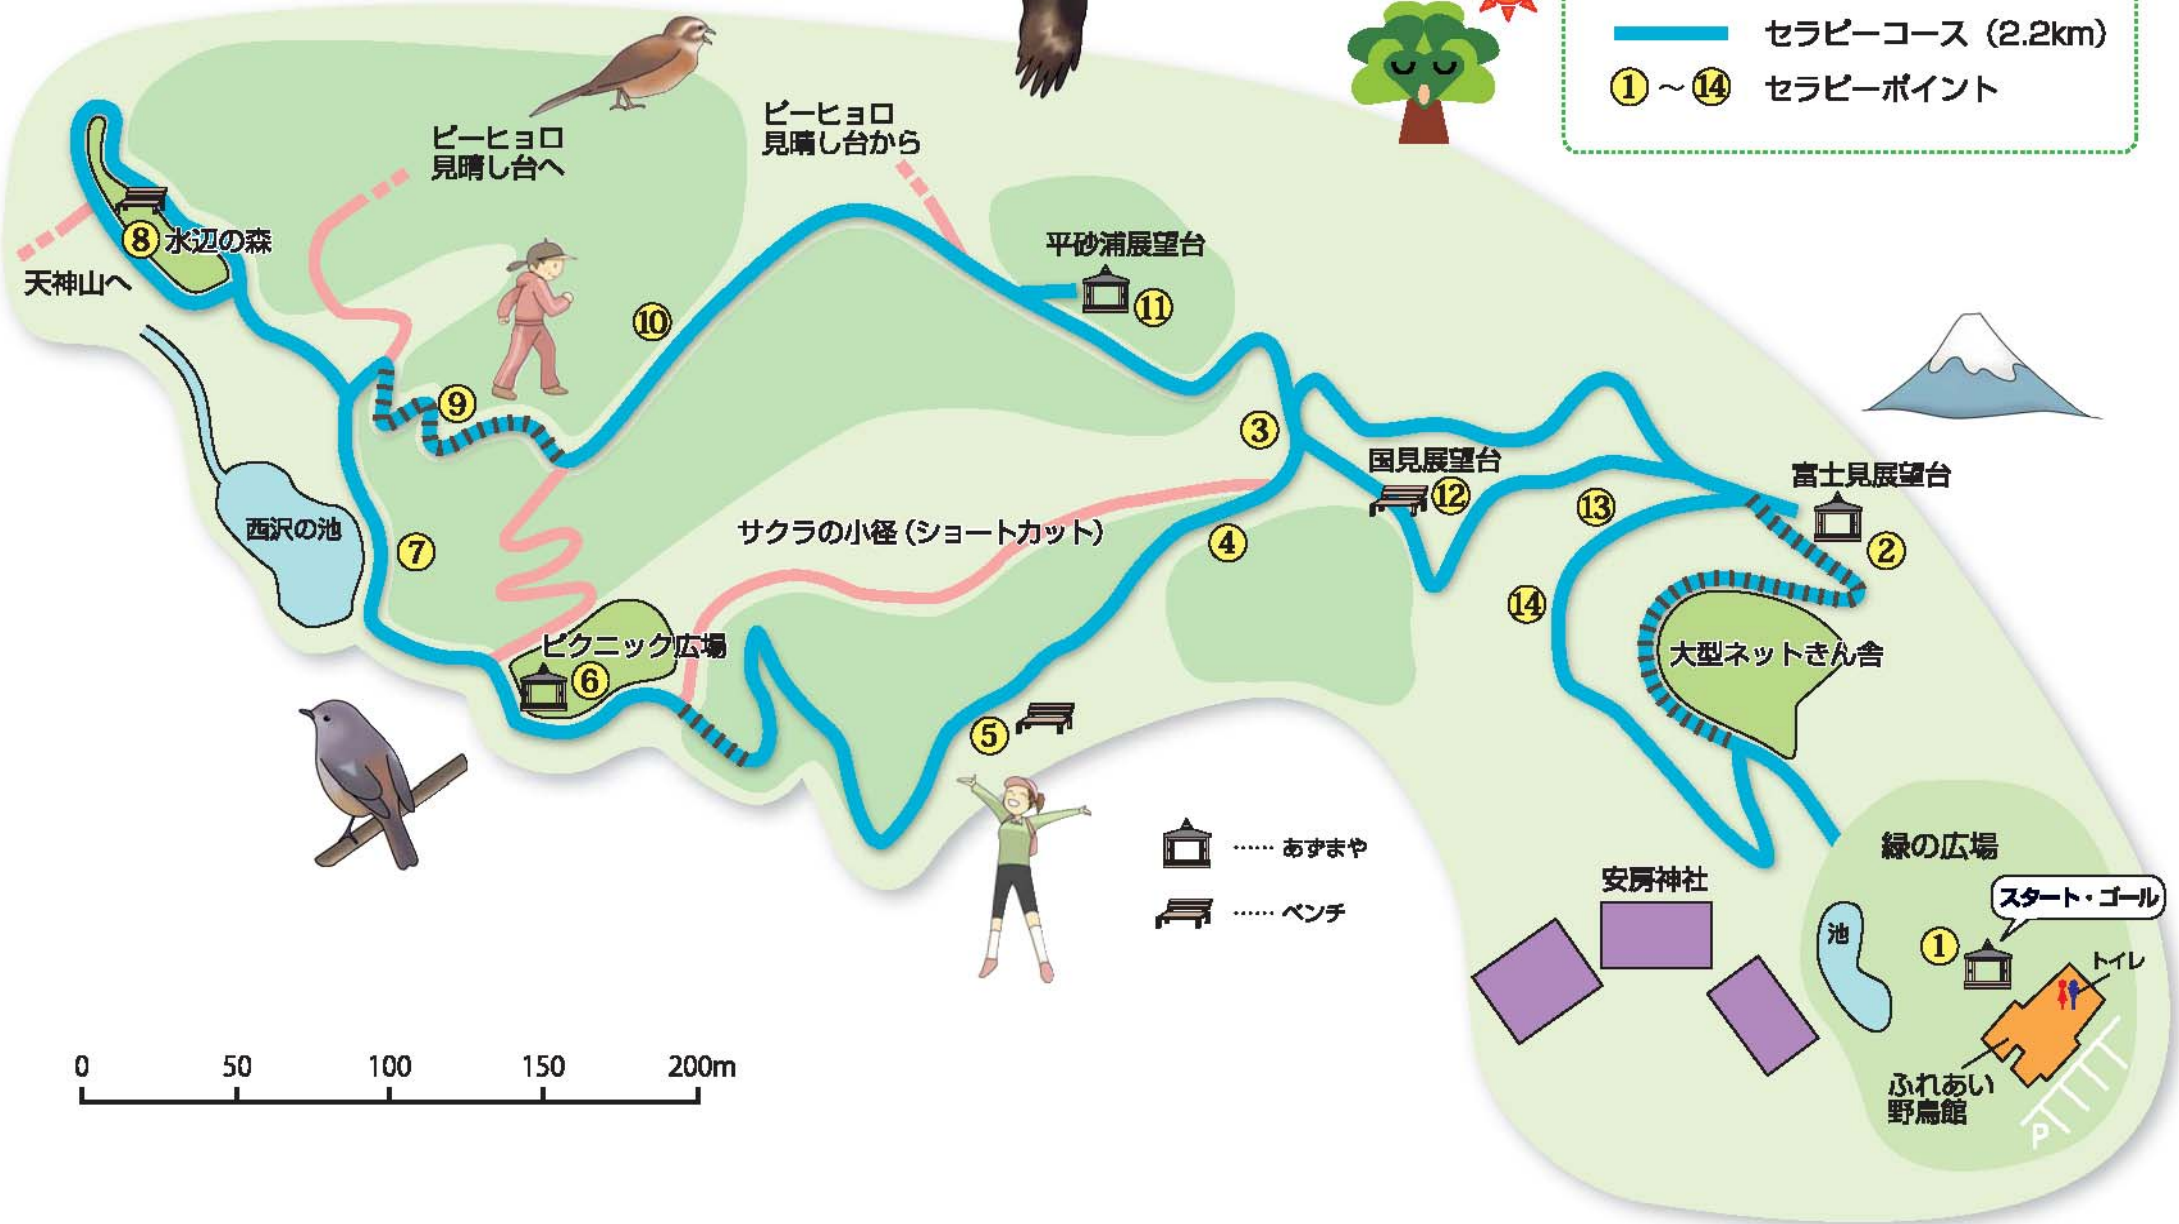 セラピーコース（2.2km）
①～⑭ セラピーポイント
ピーヒョロ
見晴し台へ
ピーヒョロ
見晴し台から
平砂浦展望台
⑪
⑧ 水辺の森
天神山へ
⑩
⑨
③
国見展望台
⑫
⑬
富士見展望台
②
西沢の池
⑦
サクラの小径（ショートカット）
④
⑭
大型ネットきん舎
ピクニック広場
⑥
⑤
…… あずまや
…… ベンチ
緑の広場
安房神社
スタート・ゴール
池
①
トイレ
ふれあい
野鳥館
P
0 50 100 150 200m